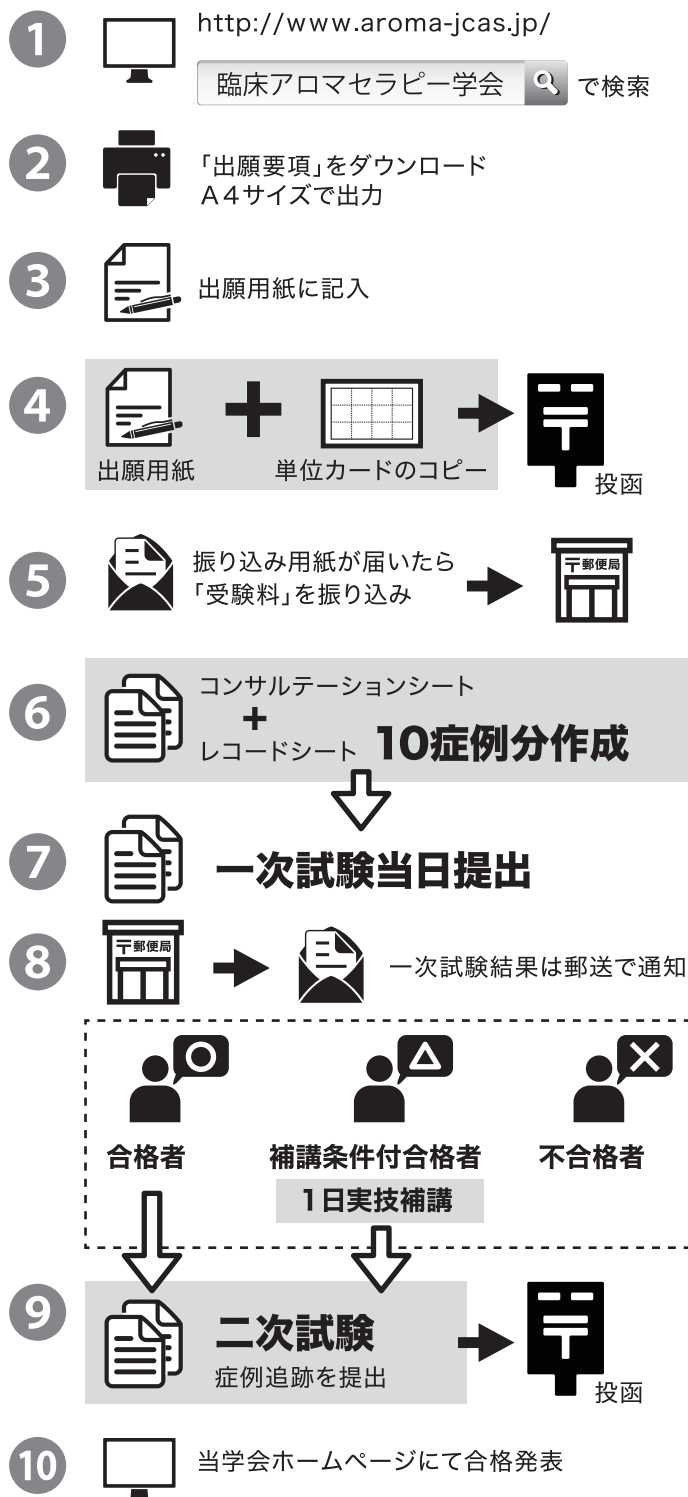 1
http://www.aroma-jcas.jp/
臨床アロマセラピー学会 で検索
2
「出願要項」をダウンロード
A4サイズで出力
3
出願用紙に記入
4
出願用紙
単位カードのコピー
投函
5
振り込み用紙が届いたら
「受験料」を振り込み
〒郵便局
6
コンサルテーションシート
+
レコードシート 10症例分作成
7
一次試験当日提出
8
〒郵便局
一次試験結果は郵送で通知
合格者
補講条件付合格者
不合格者
1日実技補講
9
二次試験
症例追跡を提出
投函
10
当学会ホームページにて合格発表